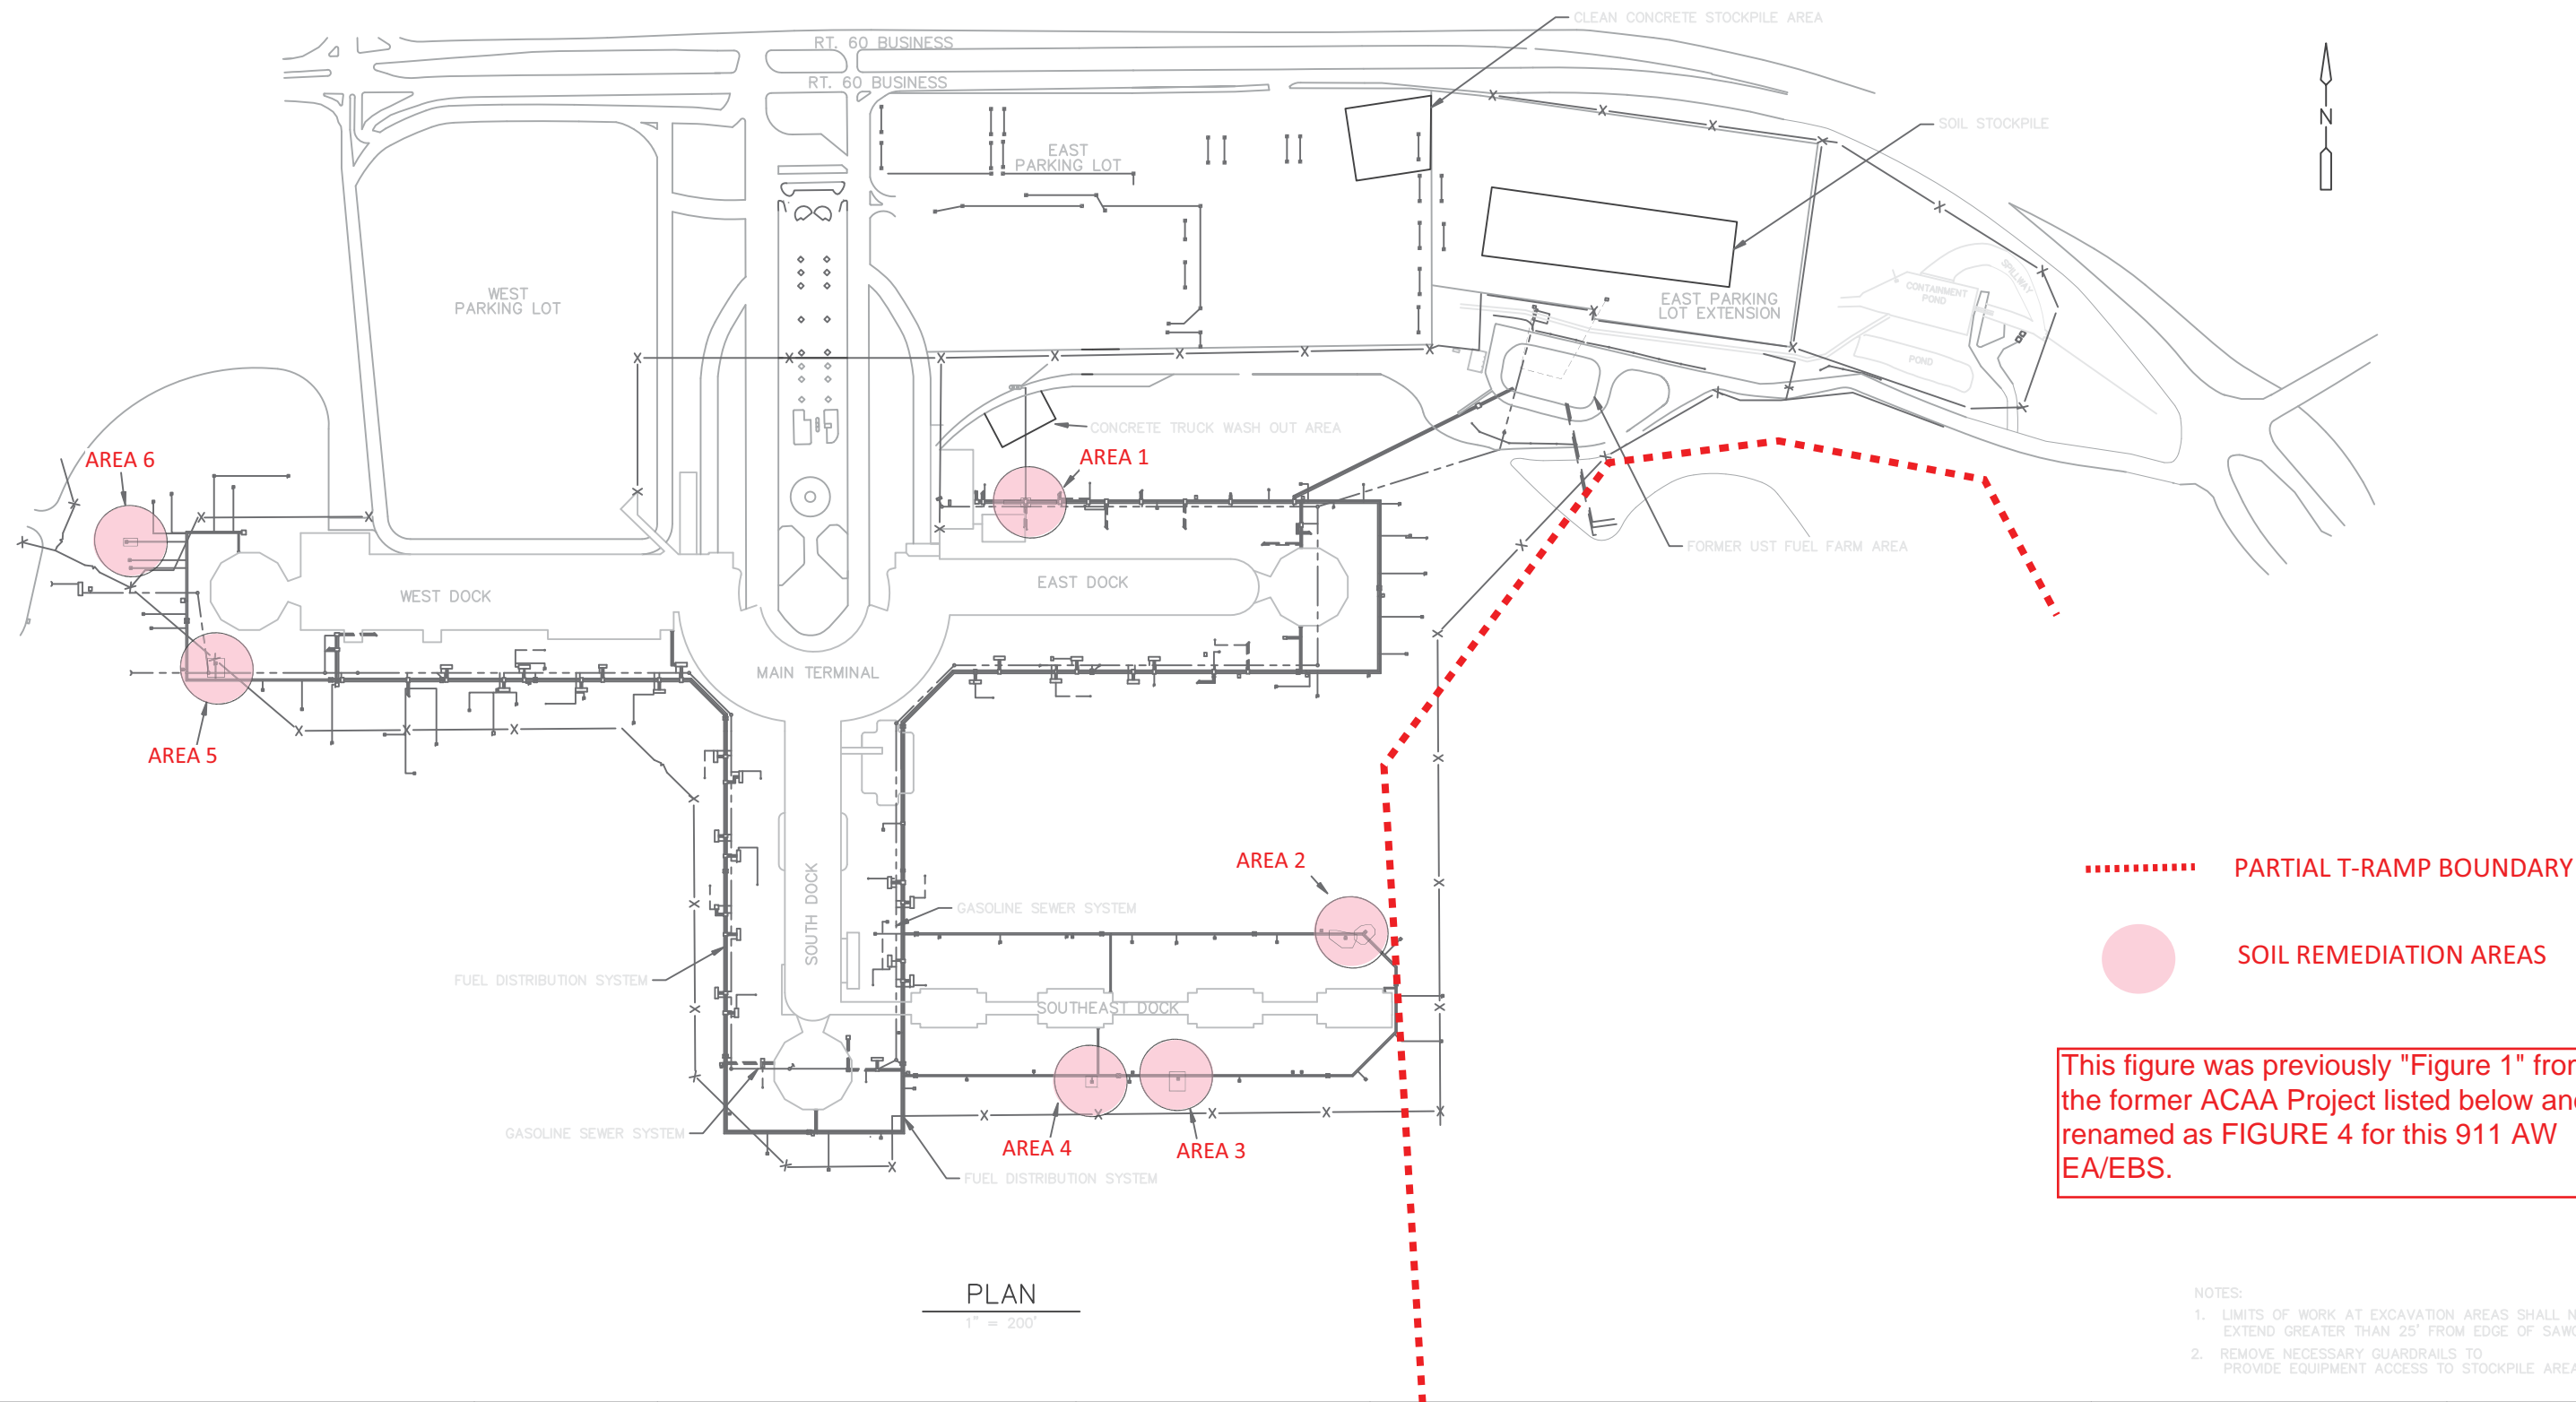 CLEAN CONCRETE STOCKPILE AREA
RT. 60 BUSINESS
RT. 60 BUSINESS
SOIL STOCKPILE
N
EAST
PARKING LOT
WEST
PARKING LOT
EAST PARKING
LOT EXTENSION
SPILLWAY
CONTAINMENT
POND
POND
CONCRETE TRUCK WASH OUT AREA
AREA 1
AREA 6
FORMER UST FUEL FARM AREA
EAST DOCK
WEST DOCK
MAIN TERMINAL
AREA 5
AREA 2
PARTIAL T-RAMP BOUNDARY
SOUTH DOCK
GASOLINE SEWER SYSTEM
SOIL REMEDIATION AREAS
FUEL DISTRIBUTION SYSTEM
SOUTHEAST DOCK
This figure was previously "Figure 1" from
the former ACAA Project listed below and
renamed as FIGURE 4 for this 911 AW
EA/EBS.
GASOLINE SEWER SYSTEM
AREA 4
AREA 3
FUEL DISTRIBUTION SYSTEM
PLAN
1" = 200'
NOTES:
1. LIMITS OF WORK AT EXCAVATION AREAS SHALL
EXTEND GREATER THAN 25' FROM EDGE OF
2. REMOVE NECESSARY GUARDRAILS TO
PROVIDE EQUIPMENT ACCESS TO STOCKPILE